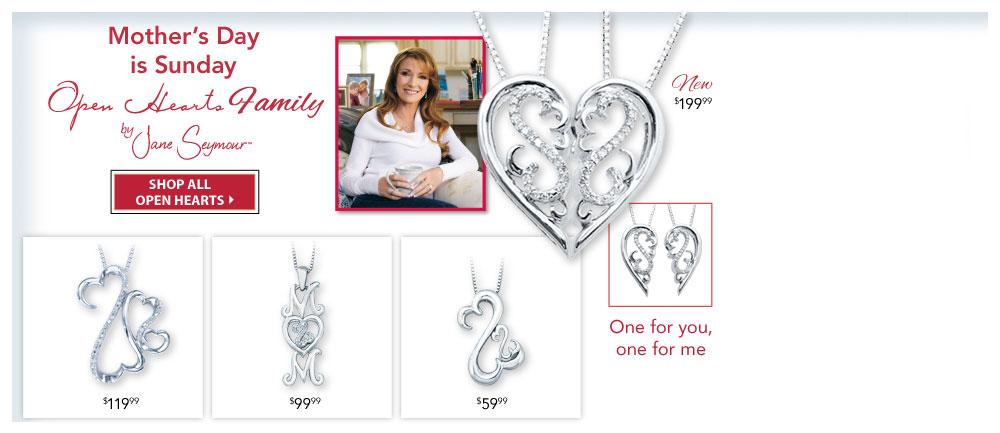 Mother's Day
is Sunday
Open Hearts Family
by Jane Seymour™
SHOP ALL
OPEN HEARTS
New
$199.99
One for you,
one for me
$119.99
$99.99
$59.99